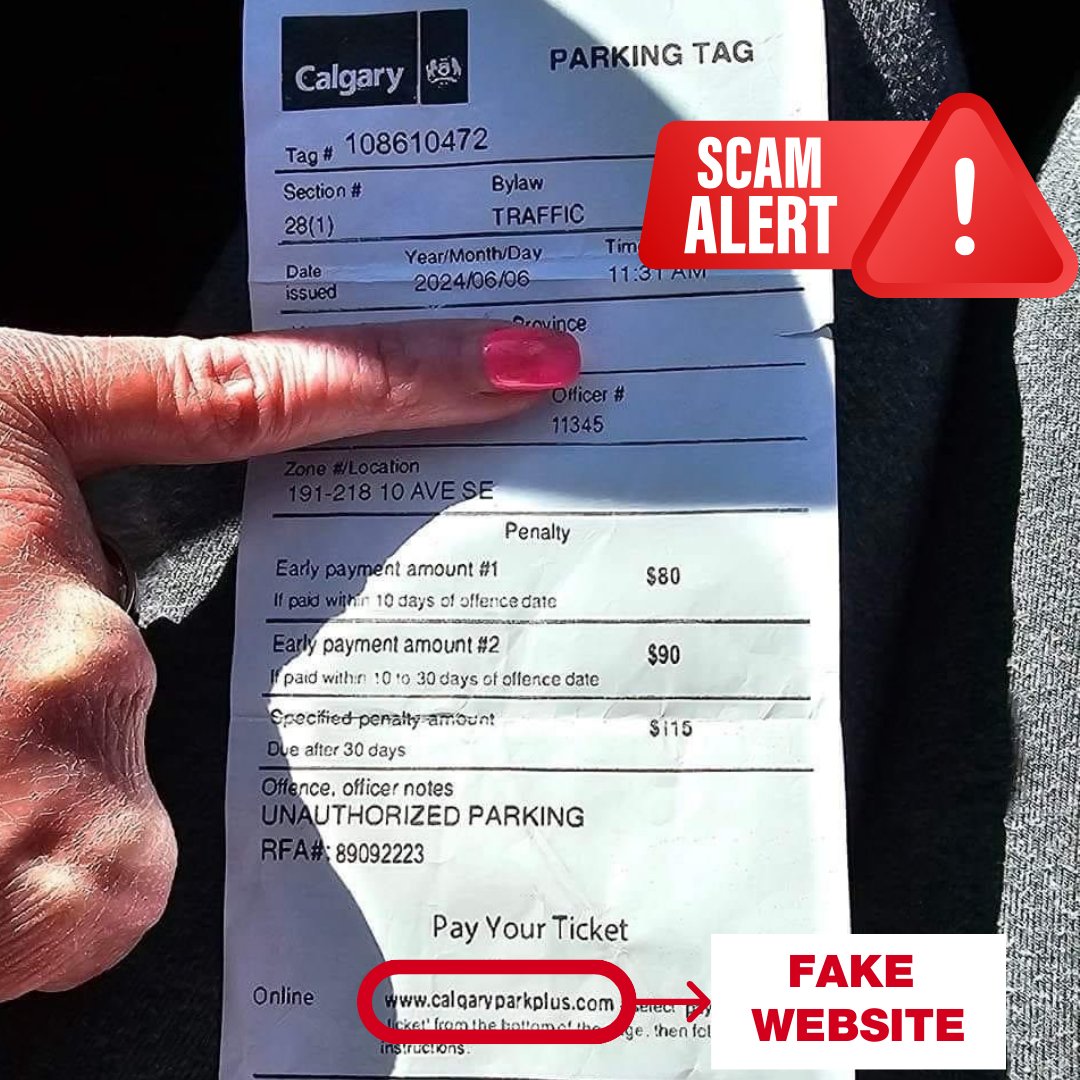 Calgary
PARKING TAG
SCAM
ALERT
!
Tag # 108610472
Section # Bylaw
28(1) TRAFFIC
Date issued Year/Month/Day
2024/06/06 11:31 AM
Province
Officer #
11345
Zone #/Location
191-218 10 AVE SE
Penalty
Early payment amount #1 $80
If paid within 10 days of offence date
Early payment amount #2 $90
If paid within 10 to 30 days of offence date
Specified penalty amount $115
Due after 30 days
Offence, officer notes
UNAUTHORIZED PARKING
RFA#: 89092223
Pay Your Ticket
Online www.calgaryparkplus.com select
ticket' from the bottom of the then
instructions.
FAKE
WEBSITE